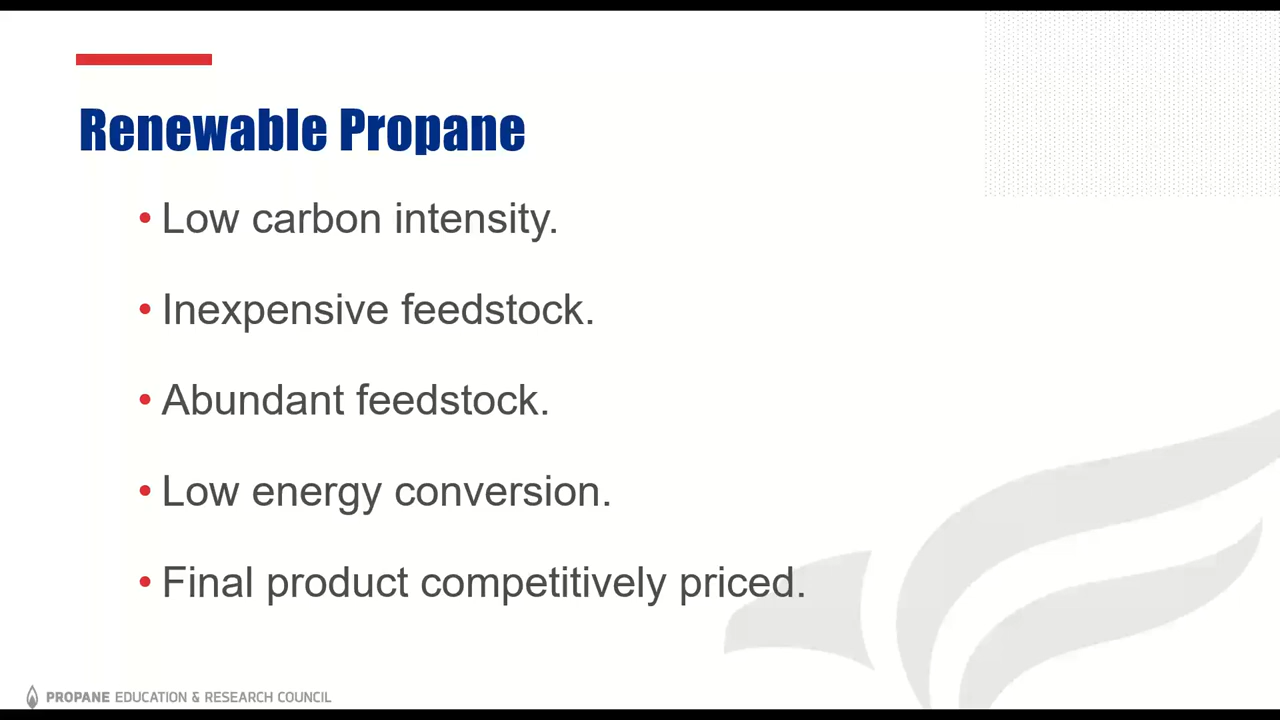 Renewable Propane
• Low carbon intensity.
• Inexpensive feedstock.
• Abundant feedstock.
• Low energy conversion.
• Final product competitively priced.
PROPANE EDUCATION & RESEARCH COUNCIL